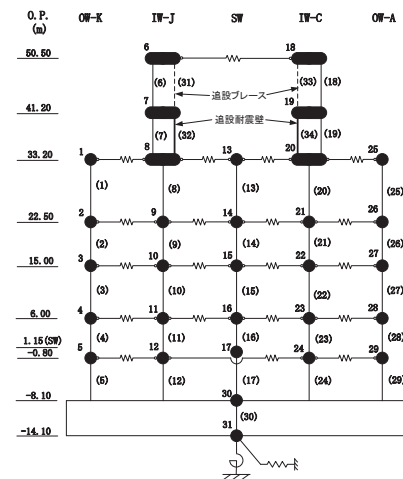 O.P. OW-K IW-J SW IW-C OW-A
(m)
6 18
50.50
(6) (31) (33) (18)
追設ブレース
7 19
41.20
追設耐震壁
(7) (32) (34) (19)
33.20 1 8 13 20 25
(1) (8) (13) (20) (25)
22.50 2 9 14 21 26
(2) (9) (14) (21) (26)
15.00 3 10 15 22 27
(3) (10) (15) (22) (27)
6.00 4 11 16 23 28
(4) (11) (16) (23) (28)
1.15(SW) 17
-0.80 5 12 24 29
(5) (12) (17) (24) (29)
-8.10 30
(30)
-14.10 31